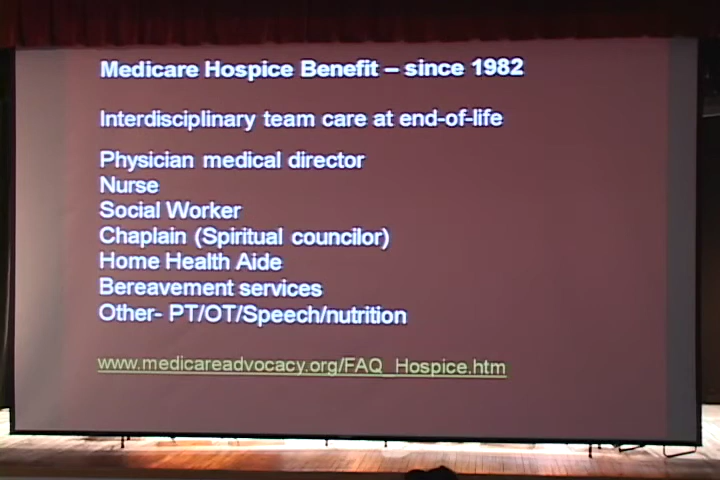 Medicare Hospice Benefit – since 1982
Interdisciplinary team care at end-of-life
Physician medical director
Nurse
Social Worker
Chaplain (Spiritual councilor)
Home Health Aide
Bereavement services
Other- PT/OT/Speech/nutrition
www.medicareadvocacy.org/FAQ_Hospice.htm